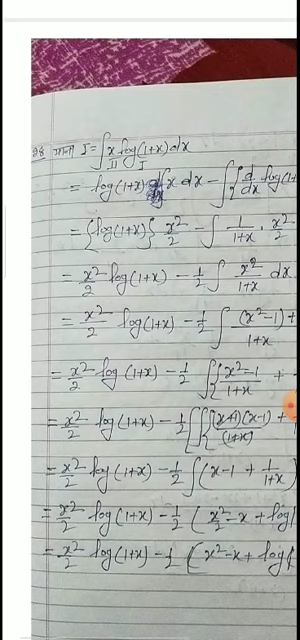 28 माना I = ∫ x log(1+x) dx
II I
= log(1+x) ∫ x dx - ∫ { d/dx log(1+
= {log(1+x)} x²/2 - ∫ 1/(1+x) · x²/2
= x²/2 log(1+x) - 1/2 ∫ x²/(1+x) dx
= x²/2 log(1+x) - 1/2 ∫ (x²-1)+ / 1+x
= x²/2 log(1+x) - 1/2 ∫ { x²-1/1+x +
= x²/2 log(1+x) - 1/2 ∫ { (x+1)(x-1)/(1+x) +
= x²/2 log(1+x) - 1/2 ∫ (x-1 + 1/(1+x))
= x²/2 log(1+x) - 1/2 ( x²/2 - x + log(
= x²/2 log(1+x) - 1 ( x² - x + log(